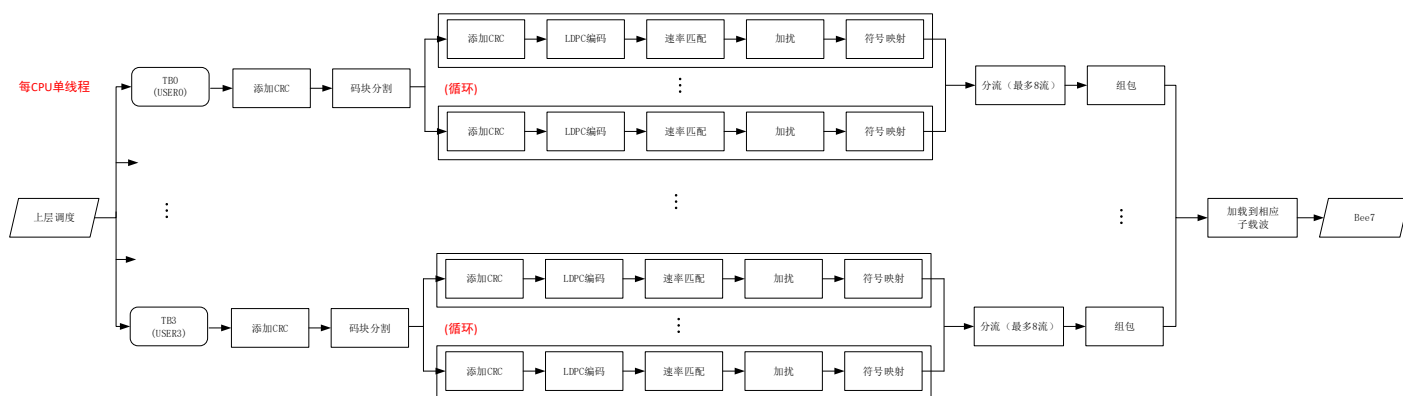 添加CRC
LDPC编码
速率匹配
加扰
符号映射
每CPU单线程
TB0
(USER0)
添加CRC
码块分割
(循环)
⋮
分流（最多8流）
组包
添加CRC
LDPC编码
速率匹配
加扰
符号映射
⋮
⋮
⋮
上层调度
加载到相应
子载波
Bee7
添加CRC
LDPC编码
速率匹配
加扰
符号映射
TB3
(USER3)
添加CRC
码块分割
(循环)
⋮
分流（最多8流）
组包
添加CRC
LDPC编码
速率匹配
加扰
符号映射